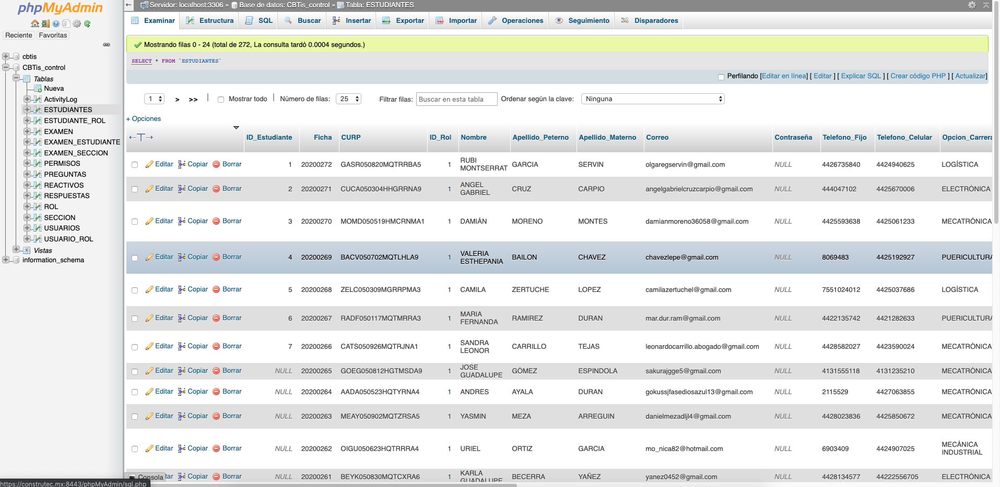 phpMyAdmin
Reciente Favoritas
cbtis
CBTis_control
Tablas
Nueva
ActivityLog
ESTUDIANTES
ESTUDIANTE_ROL
EXAMEN
EXAMEN_ESTUDIANTE
EXAMEN_SECCION
PERMISOS
PREGUNTAS
REACTIVOS
RESPUESTAS
ROL
SECCION
USUARIOS
USUARIO_ROL
Vistas
information_schema
Servidor: localhost:3306 » Base de datos: CBTis_control » Tabla: ESTUDIANTES
Examinar Estructura SQL Buscar Insertar Exportar Importar Operaciones Seguimiento Disparadores
Mostrando filas 0 - 24 (total de 272, La consulta tardó 0.0004 segundos.)
SELECT * FROM `ESTUDIANTES`
Perfilando [Editar en línea] [ Editar ] [ Explicar SQL ] [ Crear código PHP ] [ Actualizar]
1 > >> | Mostrar todo | Número de filas: 25 Filtrar filas: Buscar en esta tabla Ordenar según la clave: Ninguna
+ Opciones
←T→ ID_Estudiante Ficha CURP ID_Rol Nombre Apellido_Peterno Apellido_Materno Correo Contraseña Telefono_Fijo Telefono_Celular Opcion_Carrera
Editar Copiar Borrar 1 20200272 GASR050820MQTRRBA5 1 RUBI MONTSERRAT GARCIA SERVIN olgaregservin@gmail.com NULL 4426735840 4424940625 LOGÍSTICA
Editar Copiar Borrar 2 20200271 CUCA050304HHGRRNA9 1 ANGEL GABRIEL CRUZ CARPIO angelgabrielcruzcarpio@gmail.com NULL 444047102 4425670006 ELECTRÓNICA
Editar Copiar Borrar 3 20200270 MOMD050519HMCRNMA1 1 DAMIÁN MORENO MONTES damianmoreno36058@gmail.com NULL 4425593638 4425061233 MECATRÓNICA
Editar Copiar Borrar 4 20200269 BACV050702MQTLHLA9 1 VALERIA ESTHEPANIA BAILON CHAVEZ chavezlepe@gmail.com NULL 8069483 4425192927 PUERICULTURA
Editar Copiar Borrar 5 20200268 ZELC050309MGRRPMA3 1 CAMILA ZERTUCHE LOPEZ camilazertuchel@gmail.com NULL 7551024012 4425037686 LOGÍSTICA
Editar Copiar Borrar 6 20200267 RADF050117MQTMRRA3 1 MARIA FERNANDA RAMIREZ DURAN mar.dur.ram@gmail.com NULL 4422135742 4421282633 PUERICULTURA
Editar Copiar Borrar 7 20200266 CATS050926MQTRJNA1 1 SANDRA LEONOR CARRILLO TEJAS leonardocarrillo.abogado@gmail.com NULL 4428582027 4423590024 MECATRÓNICA
Editar Copiar Borrar NULL 20200265 GOEG050812HGTMSDA9 1 JOSE GUADALUPE GÓMEZ ESPINDOLA sakurajgge5@gmail.com NULL 4131555118 4131235210 MECATRÓNICA
Editar Copiar Borrar NULL 20200264 AADA050523HQTYRNA4 1 ANDRES AYALA DURAN gokussjfasediosazul13@gmail.com NULL 2115529 4427063855 MECATRÓNICA
Editar Copiar Borrar NULL 20200263 MEAY050902MQTZRSA5 1 YASMIN MEZA ARREGUIN danielmezadljl4@gmail.com NULL 4428023836 4425850672 MECATRÓNICA
Editar Copiar Borrar NULL 20200262 OIGU050623HQTRRRA4 1 URIEL ORTIZ GARCIA mo_nica82@hotmail.com NULL 6903409 4424907025 MECÁNICA INDUSTRIAL
Consola tar Copiar Borrar NULL 20200261 BEYK050830MQTCXRA6 1 KARLA GUADALUPE BECERRA YAÑEZ yanez0452@gmail.com NULL 4428134577 44222556705 ELECTRÓNICA
https://construtec.mx:8443/phpMyAdmin/sql.php